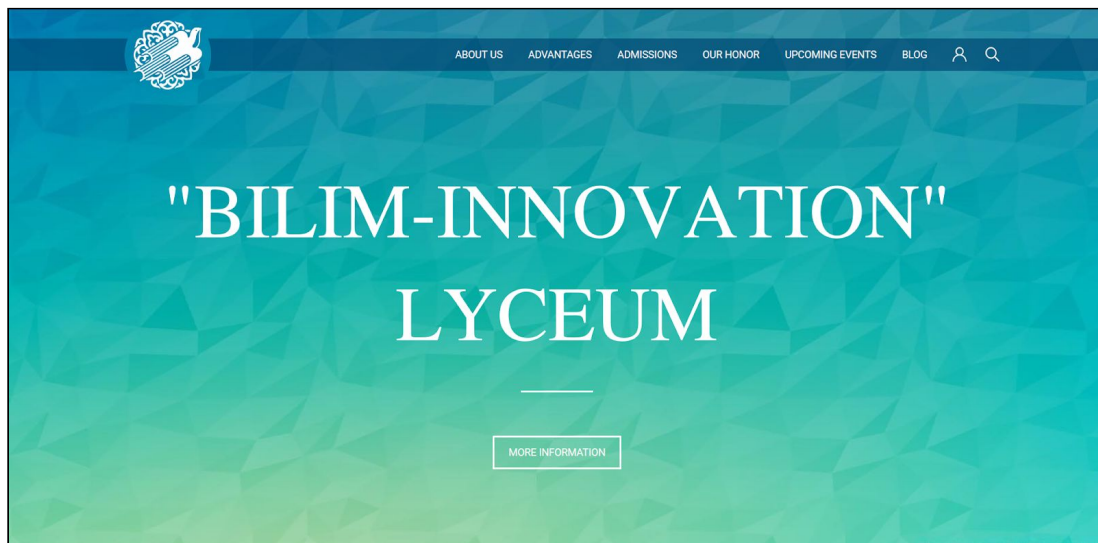 ABOUT US ADVANTAGES ADMISSIONS OUR HONOR UPCOMING EVENTS BLOG
"BILIM-INNOVATION"
LYCEUM
MORE INFORMATION